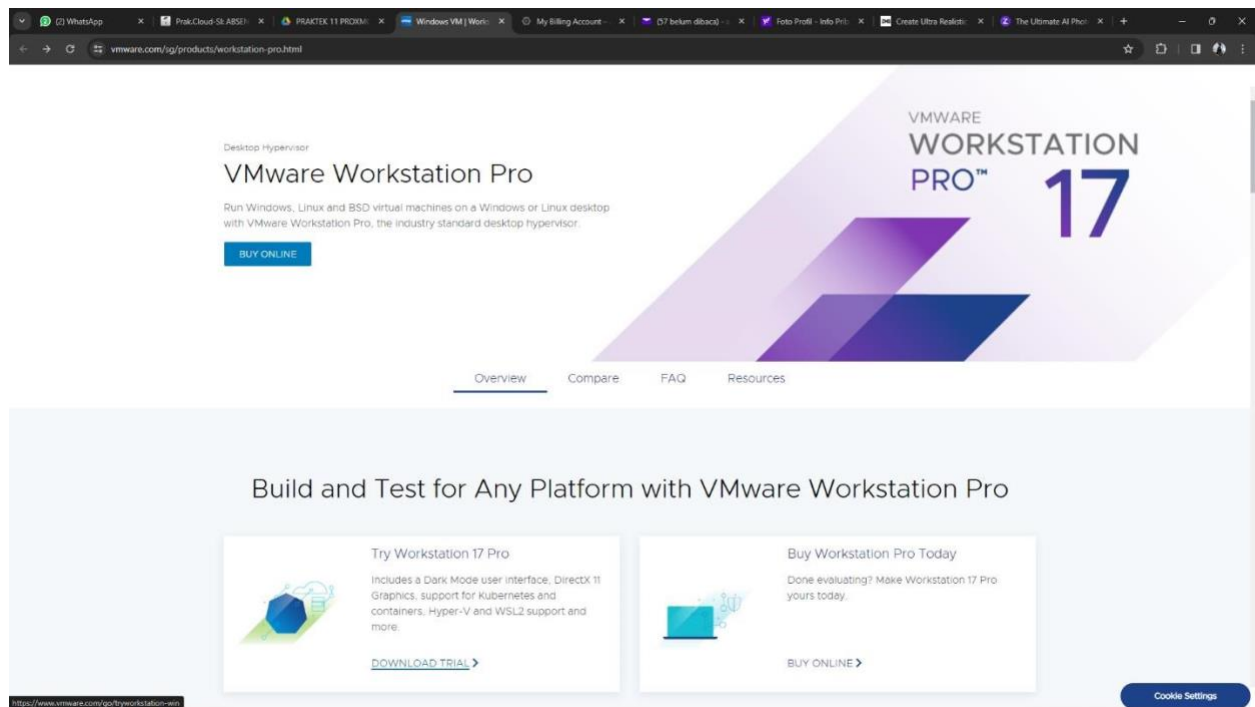 (2) WhatsApp
Prak.Cloud-SI: ABSEN
PRAKTEK 11 PROXM
Windows VM | Works
My Billing Account –
(57 belum dibaca) -
Foto Profil - Info Prib
Create Ultra Realistic
The Ultimate AI Phot
vmware.com/sg/products/workstation-pro.html
Desktop Hypervisor
VMware Workstation Pro
Run Windows, Linux and BSD virtual machines on a Windows or Linux desktop
with VMware Workstation Pro, the industry standard desktop hypervisor.
BUY ONLINE
VMWARE
WORKSTATION
PRO™ 17
Overview Compare FAQ Resources
Build and Test for Any Platform with VMware Workstation Pro
Try Workstation 17 Pro
Includes a Dark Mode user interface, DirectX 11
Graphics, support for Kubernetes and
containers, Hyper-V and WSL2 support and
more.
DOWNLOAD TRIAL
Buy Workstation Pro Today
Done evaluating? Make Workstation 17 Pro
yours today.
BUY ONLINE
Cookie Settings
https://www.vmware.com/go/tryworkstation-win